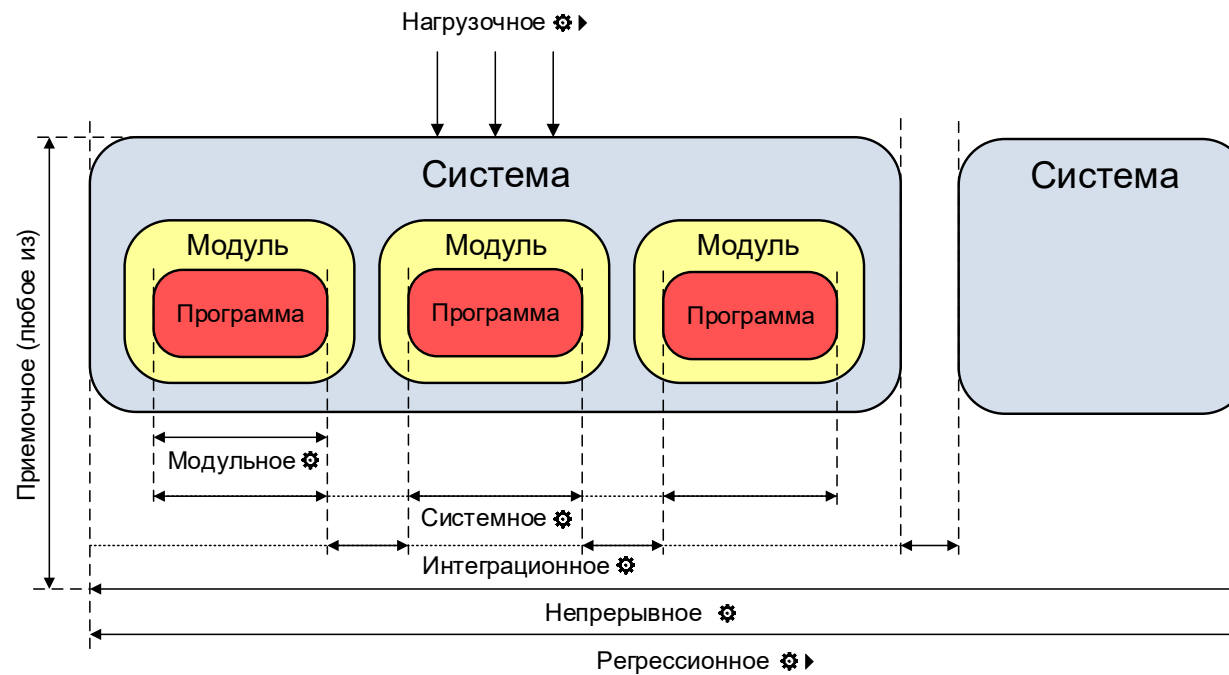 Нагрузочное
Система
Система
Модуль
Модуль
Модуль
Программа
Программа
Программа
Приемочное (любое из)
Модульное
Системное
Интеграционное
Непрерывное
Регрессионное